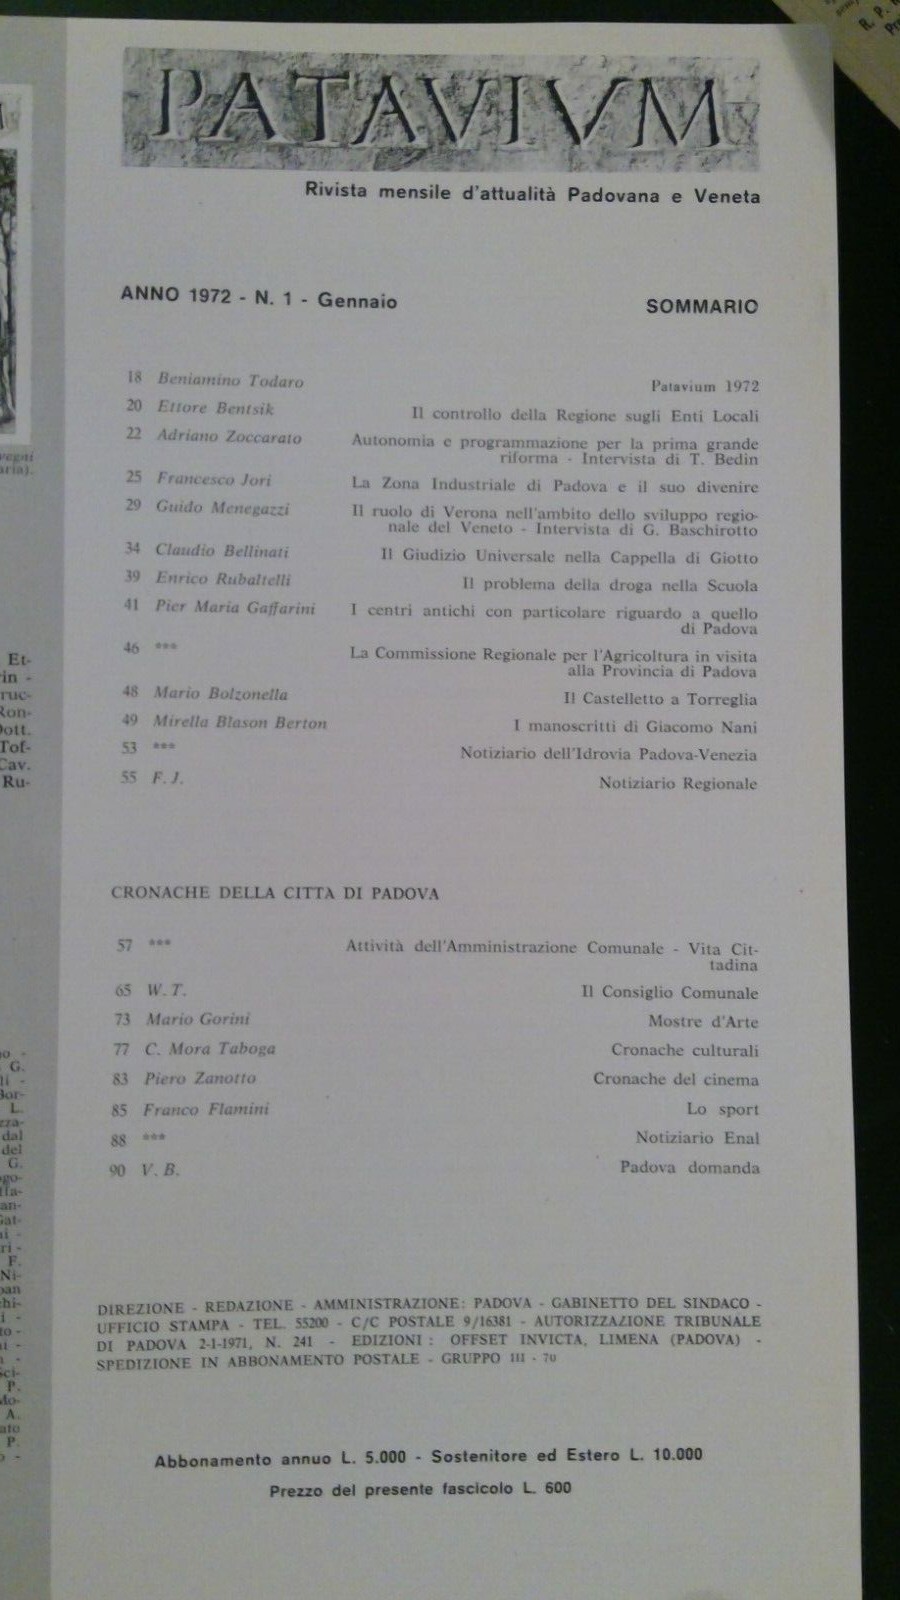 PATAVIVM
Rivista mensile d'attualità Padovana e Veneta
ANNO 1972 - N. 1 - Gennaio SOMMARIO
18 Beniamino Todaro Patavium 1972
20 Ettore Bentsik Il controllo della Regione sugli Enti Locali
22 Adriano Zoccarato Autonomia e programmazione per la prima grande
riforma - Intervista di T. Bedin
25 Francesco Jori La Zona Industriale di Padova e il suo divenire
29 Guido Menegazzi Il ruolo di Verona nell'ambito dello sviluppo regio-
nale del Veneto - Intervista di G. Baschirotto
34 Claudio Bellinati Il Giudizio Universale nella Cappella di Giotto
39 Enrico Rubaltelli Il problema della droga nella Scuola
41 Pier Maria Gaffarini I centri antichi con particolare riguardo a quello
di Padova
46 *** La Commissione Regionale per l'Agricoltura in visita
alla Provincia di Padova
48 Mario Bolzonella Il Castelletto a Torreglia
49 Mirella Blason Berton I manoscritti di Giacomo Nani
53 *** Notiziario dell'Idrovia Padova-Venezia
55 F. J. Notiziario Regionale
CRONACHE DELLA CITTA DI PADOVA
57 *** Attività dell'Amministrazione Comunale - Vita Cit-
tadina
65 W. T. Il Consiglio Comunale
73 Mario Gorini Mostre d'Arte
77 C. Mora Taboga Cronache culturali
83 Piero Zanotto Cronache del cinema
85 Franco Flamini Lo sport
88 *** Notiziario Enal
90 V. B. Padova domanda
DIREZIONE - REDAZIONE - AMMINISTRAZIONE: PADOVA - GABINETTO DEL SINDACO -
UFFICIO STAMPA - TEL. 55200 - C/C POSTALE 9/16381 - AUTORIZZAZIONE TRIBUNALE
DI PADOVA 2-1-1971, N. 241 - EDIZIONI : OFFSET INVICTA, LIMENA (PADOVA) -
SPEDIZIONE IN ABBONAMENTO POSTALE - GRUPPO III - 70
Abbonamento annuo L. 5.000 - Sostenitore ed Estero L. 10.000
Prezzo del presente fascicolo L. 600